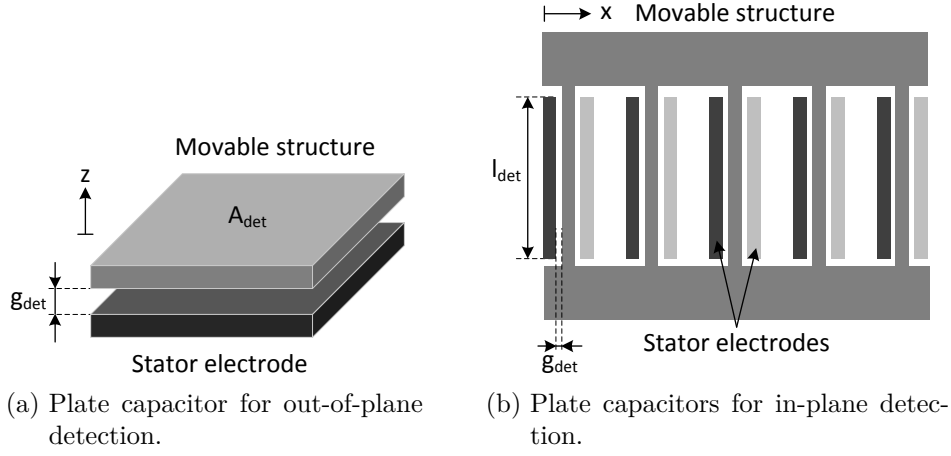 Movable structure
z
A_det
g_det
Stator electrode
(a) Plate capacitor for out-of-plane
detection.
x
Movable structure
l_det
Stator electrodes
g_det
(b) Plate capacitors for in-plane detec-
tion.